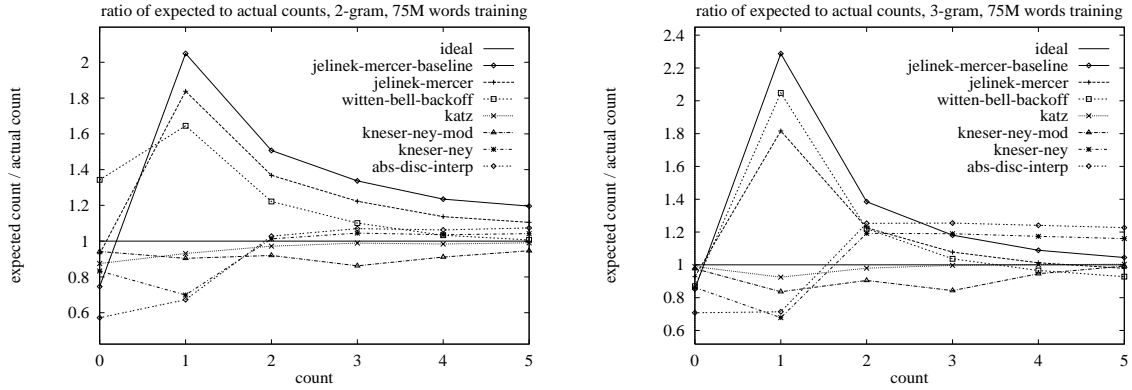 ratio of expected to actual counts, 2-gram, 75M words training
ideal
jelinek-mercer-baseline
jelinek-mercer
witten-bell-backoff
katz
kneser-ney-mod
kneser-ney
abs-disc-interp
2
1.8
1.6
1.4
1.2
1
0.8
0.6
expected count / actual count
0 1 2 3 4 5
count
ratio of expected to actual counts, 3-gram, 75M words training
ideal
jelinek-mercer-baseline
jelinek-mercer
witten-bell-backoff
katz
kneser-ney-mod
kneser-ney
abs-disc-interp
2.4
2.2
2
1.8
1.6
1.4
1.2
1
0.8
0.6
expected count / actual count
0 1 2 3 4 5
count